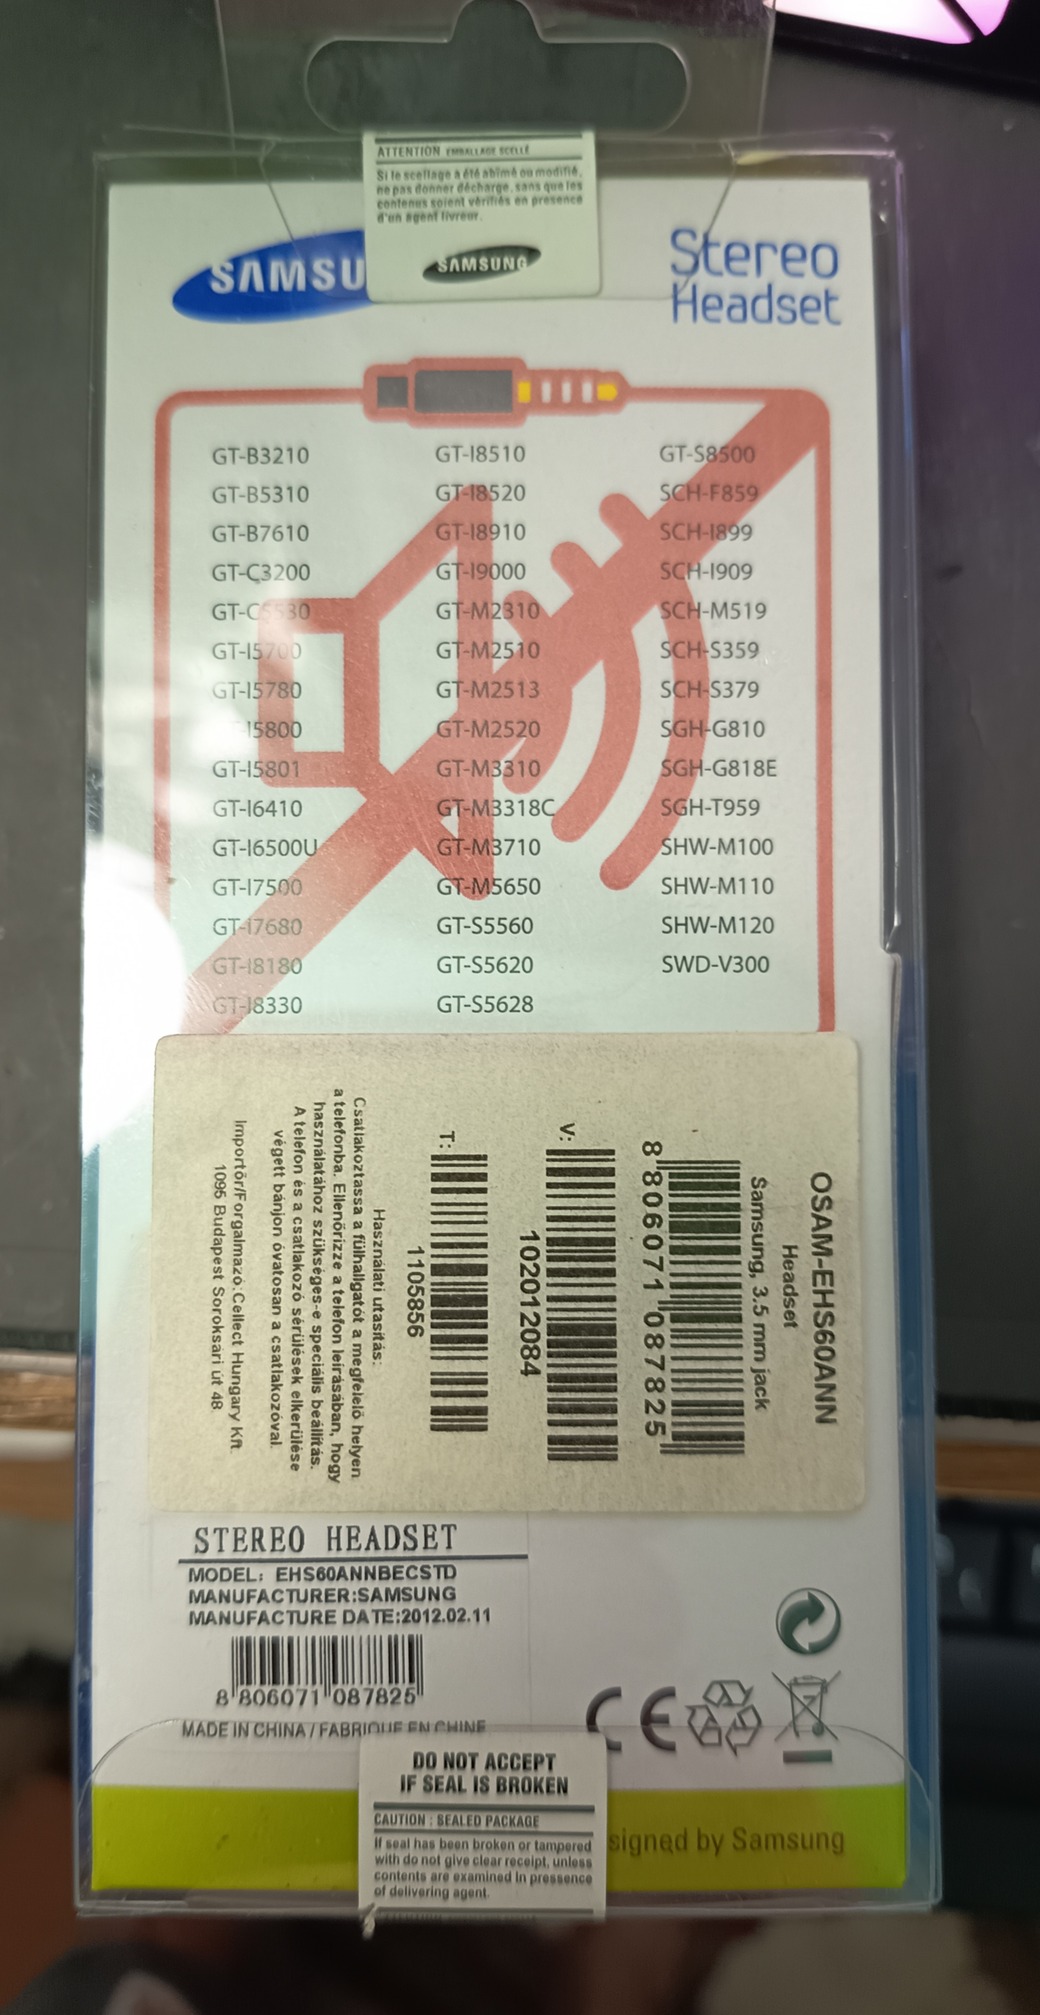 ATTENTION EMBALLAGE SCELLÉ
Si le scellage a été abîmé ou modifié,
ne pas donner décharge, sans que les
contenus soient vérifiés en presence
d'un agent livreur.
SAMSUNG
SAMSU
Stereo
Headset
GT-B3210
GT-B5310
GT-B7610
GT-C3200
GT-I5700
GT-I5780
I5800
GT-I5801
GT-I6410
GT-I6500U
GT-I7500
GT-I7680
GT-I8180
GT-I8330
GT-I8510
GT-I8520
GT-I8910
GT-I9000
GT-M2310
GT-M2510
GT-M2513
GT-M2520
GT-M3310
GT-M3318C
GT-M3710
GT-M5650
GT-S5560
GT-S5620
GT-S5628
GT-S8500
SCH-F859
SCH-I899
SCH-I909
SCH-M519
SCH-S359
SCH-S379
SGH-G810
SGH-G818E
SGH-T959
SHW-M100
SHW-M110
SHW-M120
SWD-V300
OSAM-EHS60ANN
Headset
Samsung, 3.5 mm jack
8 806071 087825
V:
102012084
T:
1105856
Használati utasítás:
Csatlakoztassa a fülhallgatót a megfelelő helyen
a telefonba. Ellenőrizze a telefon leírásában, hogy
használatához szükséges-e speciális beállítás.
A telefon és a csatlakozó sérülések elkerülése
végett bánjon óvatosan a csatlakozóval.
Importőr/Forgalmazó:Cellect Hungary Kft.
1095 Budapest Soroksári út 48.
STEREO HEADSET
MODEL: EHS60ANNBECSTD
MANUFACTURER:SAMSUNG
MANUFACTURE DATE:2012.02.11
8 806071 087825
MADE IN CHINA / FABRIQUE EN CHINE
CE
DO NOT ACCEPT
IF SEAL IS BROKEN
CAUTION : SEALED PACKAGE
If seal has been broken or tampered
with do not give clear receipt, unless
contents are examined in pressence
of delivering agent.
signed by Samsung